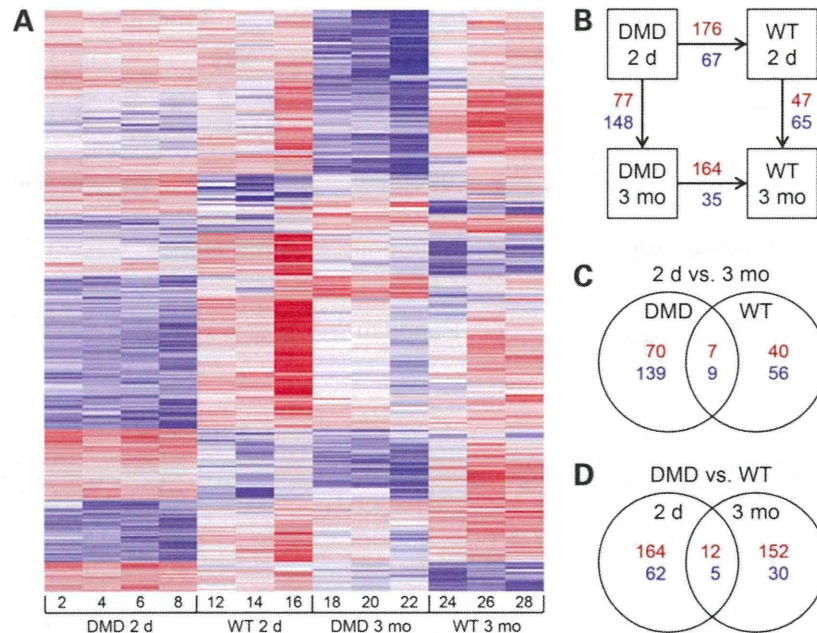 A
2 4 6 8 12 14 16 18 20 22 24 26 28
DMD 2 d WT 2 d DMD 3 mo WT 3 mo
B
DMD 176 WT
2 d 67 2 d
77 47
148 65
DMD 164 WT
3 mo 35 3 mo
C
2 d vs. 3 mo
DMD WT
70 7 40
139 9 56
D
DMD vs. WT
2 d 3 mo
164 12 152
62 5 30